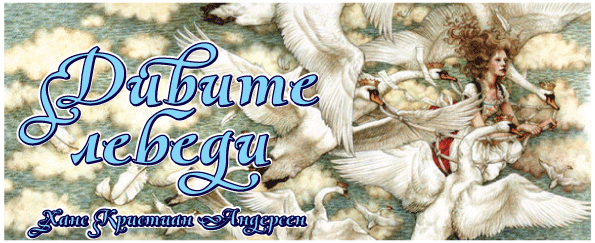 Дивите
лебеди
Ханс Кристиан Андерсен